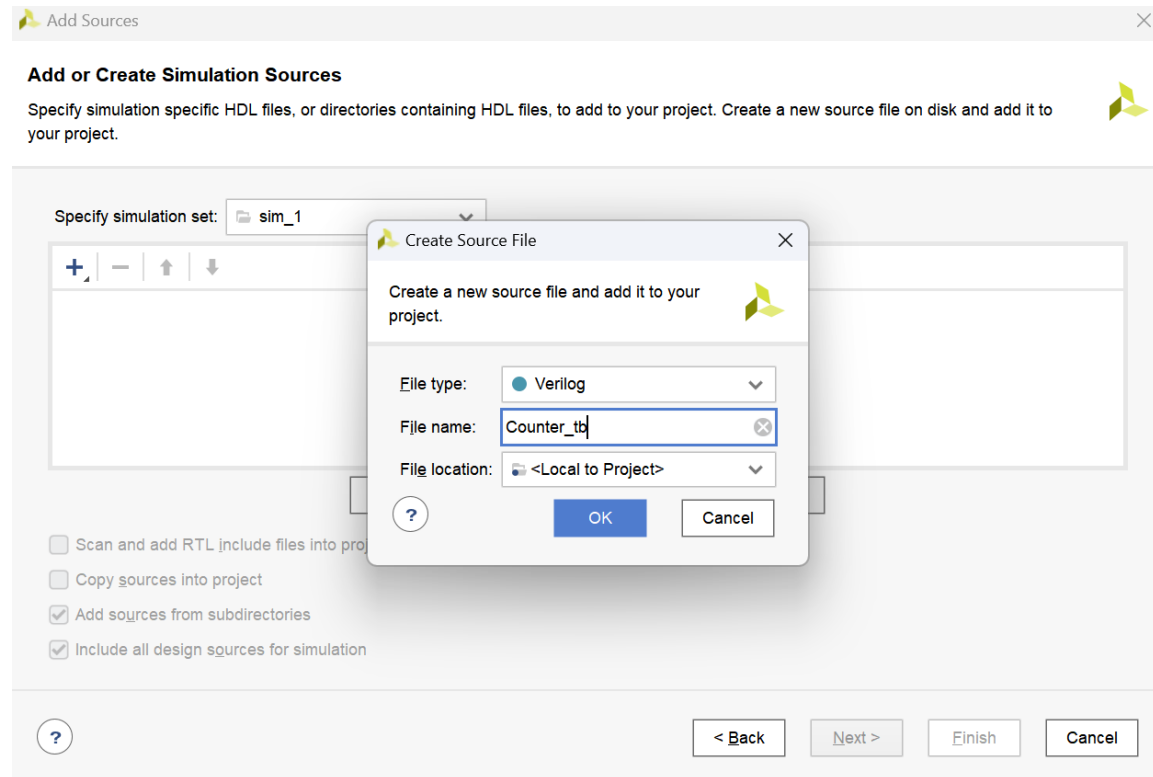 Add Sources
Add or Create Simulation Sources
Specify simulation specific HDL files, or directories containing HDL files, to add to your project. Create a new source file on disk and add it to
your project.
Specify simulation set: sim_1
Create Source File
Create a new source file and add it to your
project.
File type: Verilog
File name: Counter_tb
File location: <Local to Project>
? OK Cancel
Scan and add RTL include files into proj
Copy sources into project
Add sources from subdirectories
Include all design sources for simulation
? < Back Next > Finish Cancel